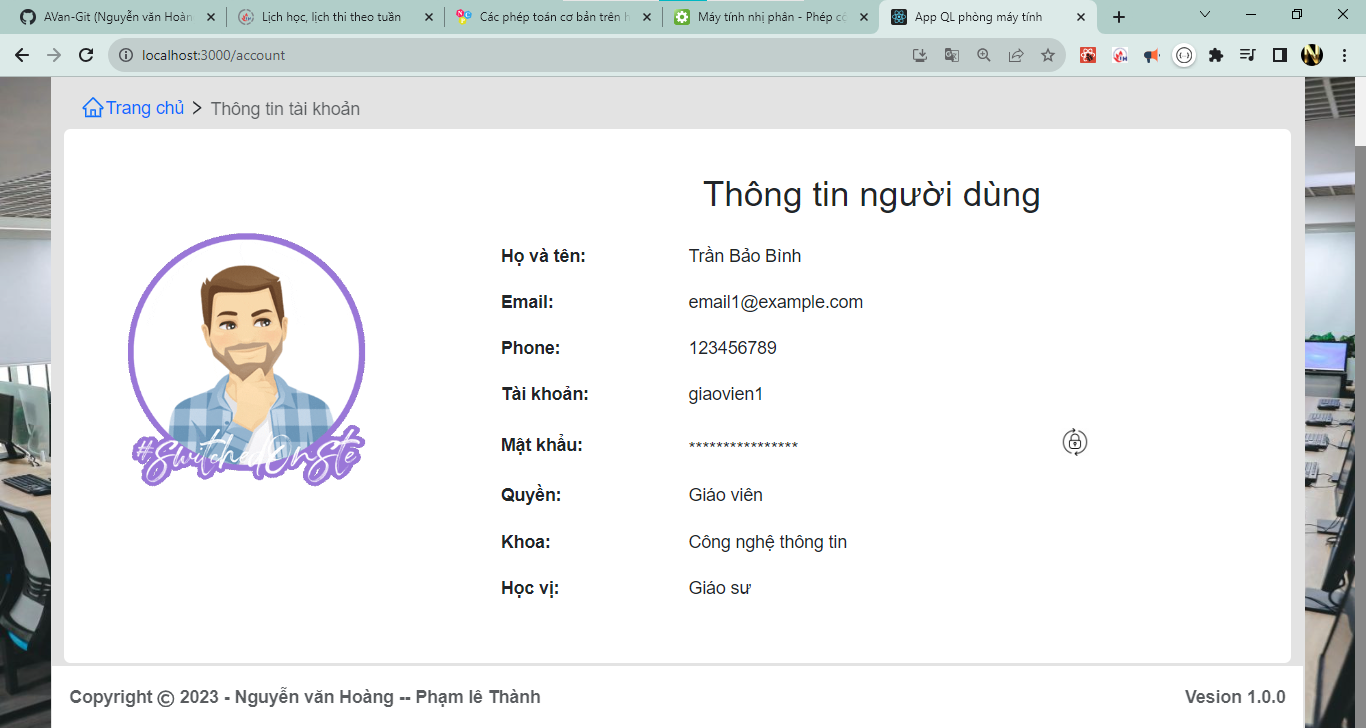 AVan-Git (Nguyễn văn Hoàn
Lịch học, lịch thi theo tuần
Các phép toán cơ bản trên h
Máy tính nhị phân - Phép cộ
App QL phòng máy tính
localhost:3000/account
Trang chủ > Thông tin tài khoản
Thông tin người dùng
Họ và tên: Trần Bảo Bình
Email: email1@example.com
Phone: 123456789
Tài khoản: giaovien1
Mật khẩu: ****************
Quyền: Giáo viên
Khoa: Công nghệ thông tin
Học vị: Giáo sư
#SwitchedOnSte
Copyright © 2023 - Nguyễn văn Hoàng -- Phạm lê Thành
Vesion 1.0.0